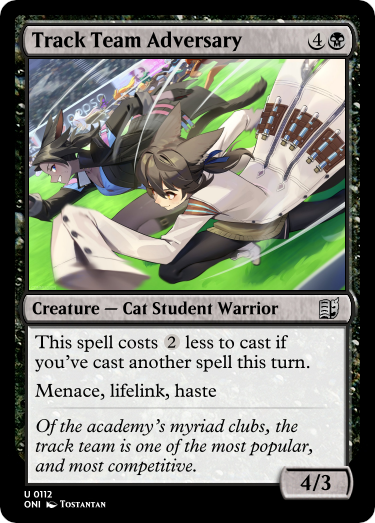 Track Team Adversary 4
Creature — Cat Student Warrior
This spell costs 2 less to cast if
you've cast another spell this turn.
Menace, lifelink, haste
Of the academy's myriad clubs, the
track team is one of the most popular,
and most competitive.
4/3
U 0112
ONI Tostantan